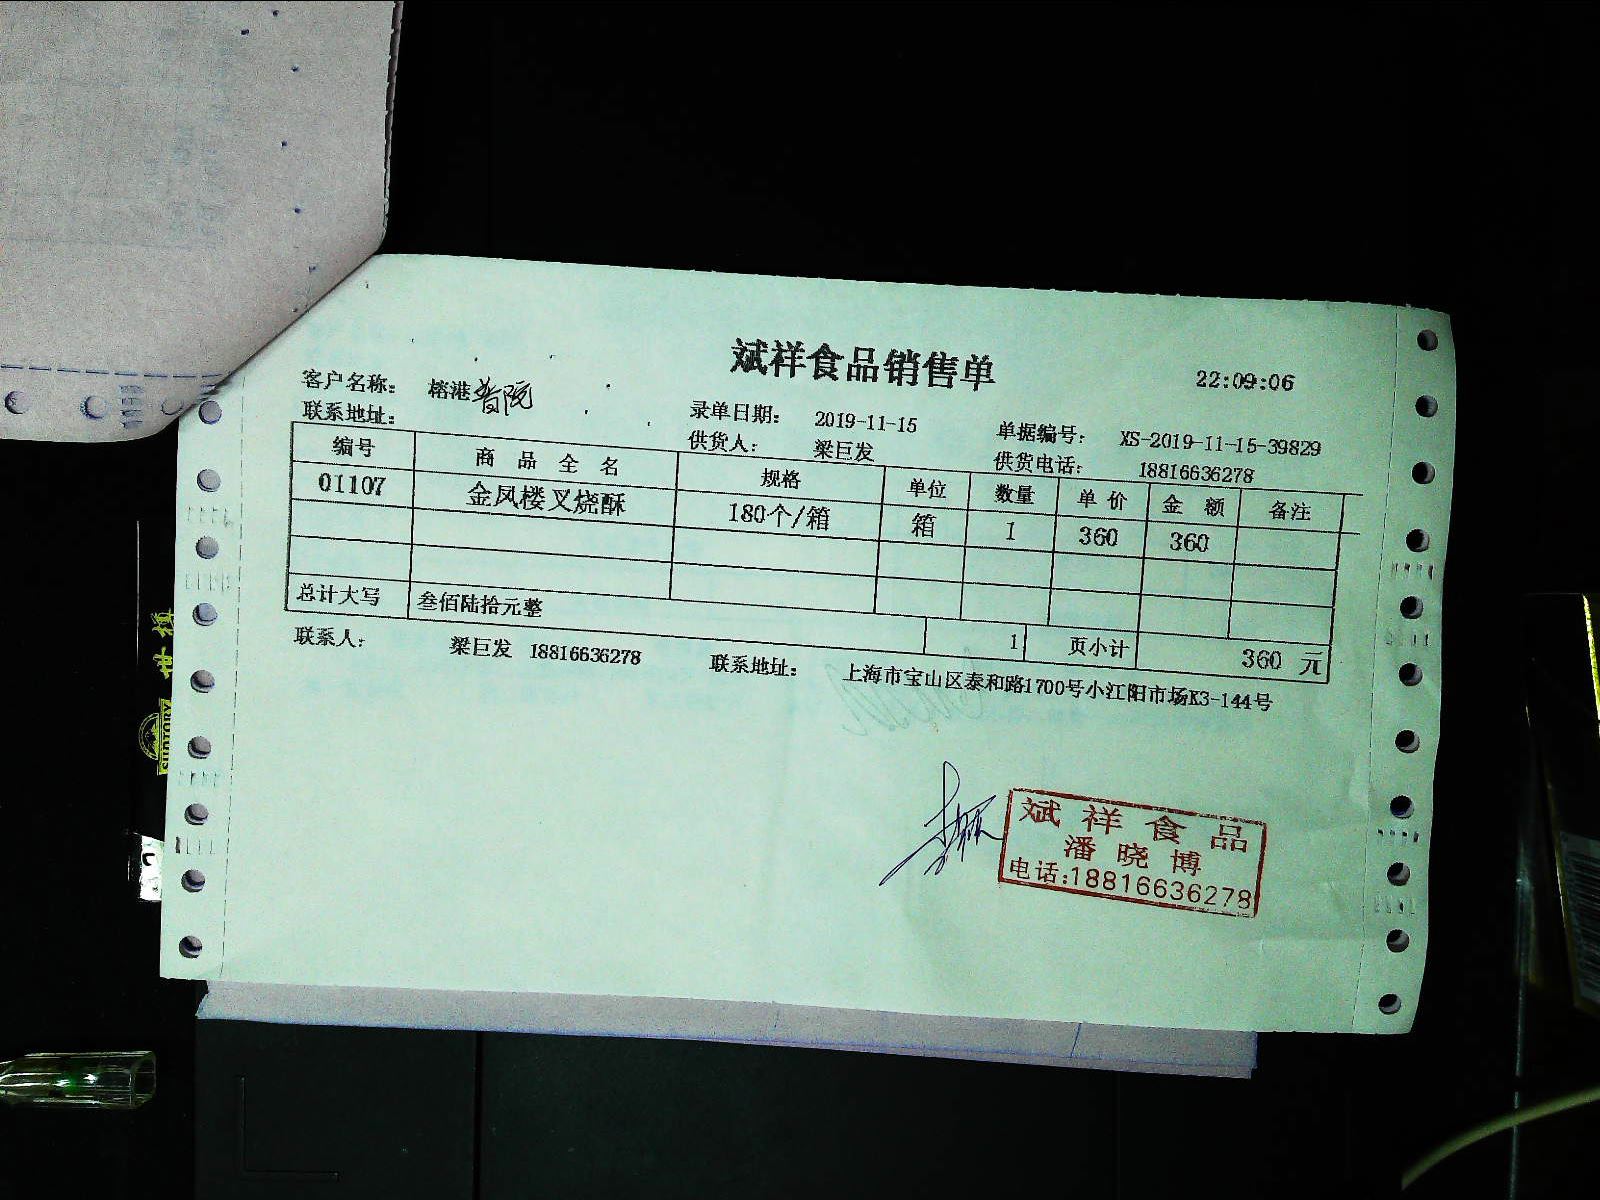 斌祥食品销售单
22:09:06
客户名称: 榕港普院 录单日期: 2019-11-15 单据编号: XS-2019-11-15-39829
联系地址: 供货人: 梁巨发 供货电话: 18816636278
编号 商品全名 规格 单位 数量 单价 金额 备注
01107 金凤楼叉烧酥 180个/箱 箱 1 360 360
总计大写 叁佰陆拾元整 1 页小计 360 元
联系人: 梁巨发 18816636278 联系地址: 上海市宝山区泰和路1700号小江阳市场K3-144号
斌祥食品
潘晓博
电话:18816636278